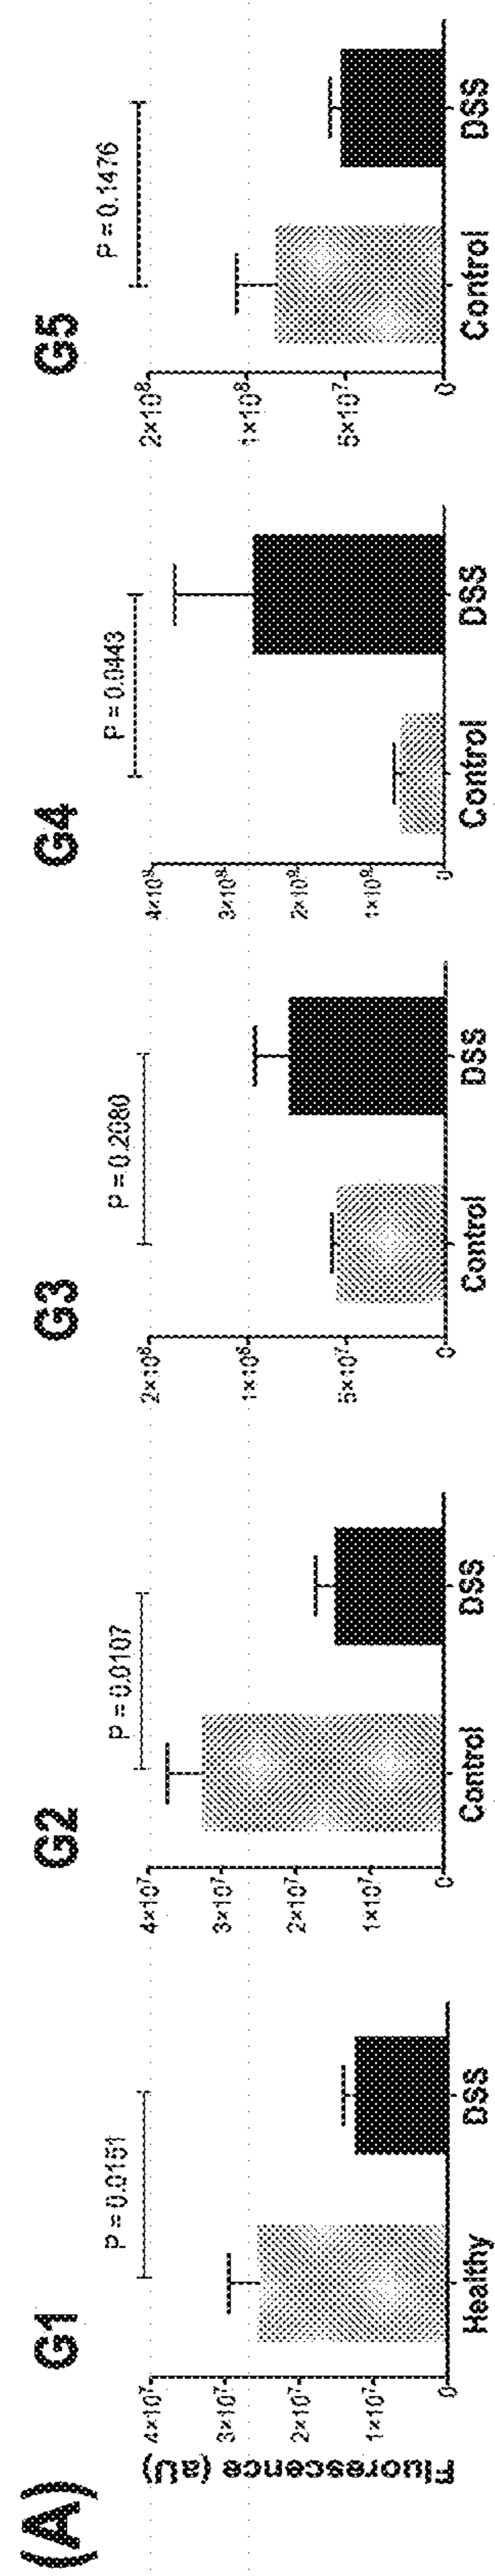 (A)
G1
G2
G3
G4
G5
P = 0.0151
P = 0.0107
P = 0.2080
P = 0.0443
P = 0.1476
Fluorescence (aU)
4×10⁷
3×10⁷
2×10⁷
1×10⁷
0
Healthy
DSS
4×10⁷
3×10⁷
2×10⁷
1×10⁷
0
Control
DSS
2×10⁸
1×10⁸
5×10⁷
0
Control
DSS
4×10⁸
3×10⁸
2×10⁸
1×10⁸
0
Control
DSS
2×10⁸
1×10⁸
5×10⁷
0
Control
DSS